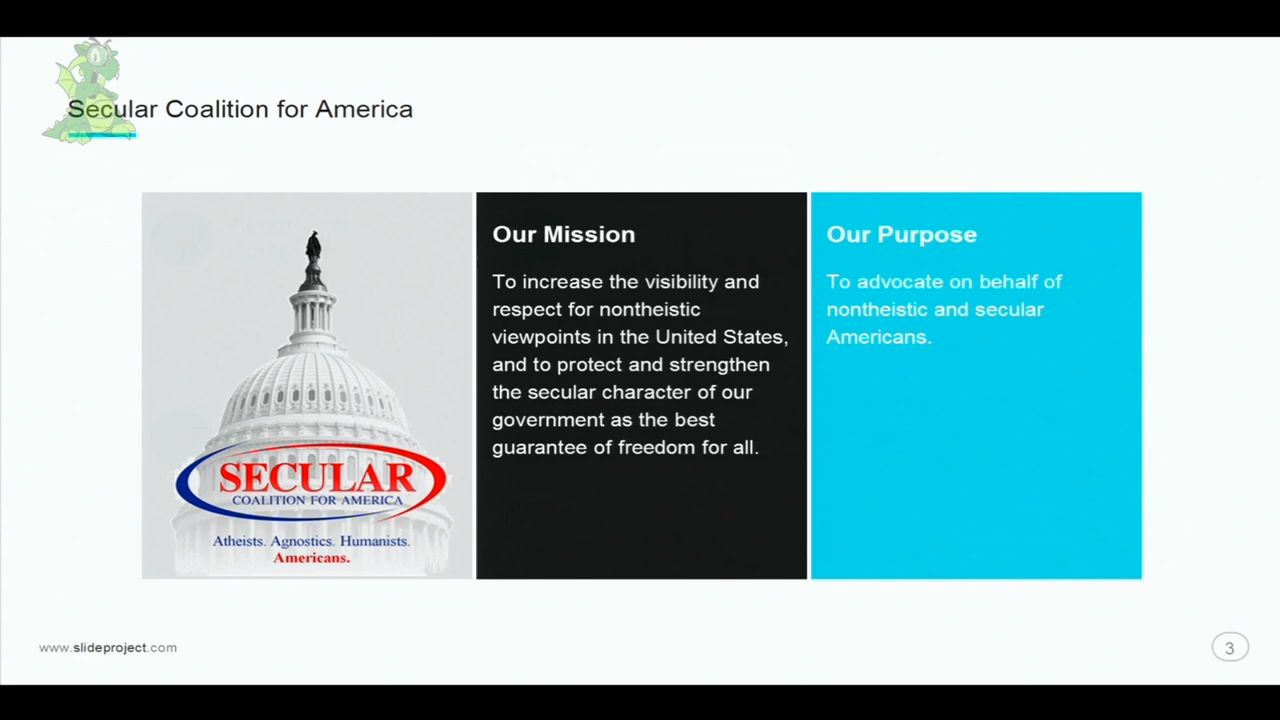 Secular Coalition for America
SECULAR
COALITION FOR AMERICA
Atheists. Agnostics. Humanists.
Americans.
Our Mission
To increase the visibility and
respect for nontheistic
viewpoints in the United States,
and to protect and strengthen
the secular character of our
government as the best
guarantee of freedom for all.
Our Purpose
To advocate on behalf of
nontheistic and secular
Americans.
www.slideproject.com
3